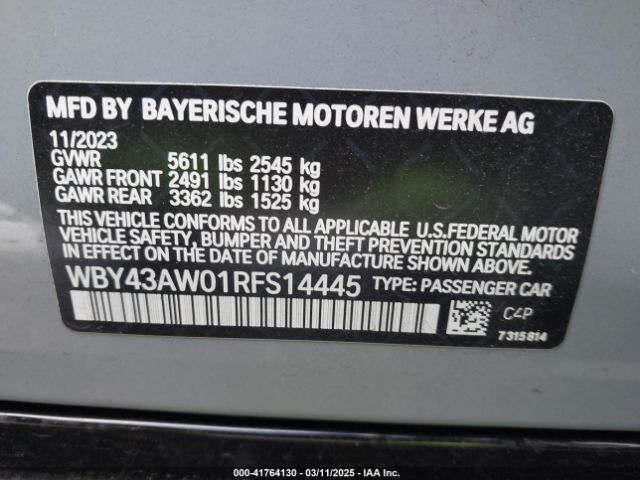 MFD BY BAYERISCHE MOTOREN WERKE AG
11/2023
GVWR 5611 lbs 2545 kg
GAWR FRONT 2491 lbs 1130 kg
GAWR REAR 3362 lbs 1525 kg
THIS VEHICLE CONFORMS TO ALL APPLICABLE U.S.FEDERAL MOTOR
VEHICLE SAFETY, BUMPER AND THEFT PREVENTION STANDARDS
IN EFFECT ON THE DATE OF MANUFACTURE SHOWN ABOVE
WBY43AW01RFS14445 TYPE: PASSENGER CAR
C4P
7315814
000-41764130 - 03/11/2025 - IAA Inc.